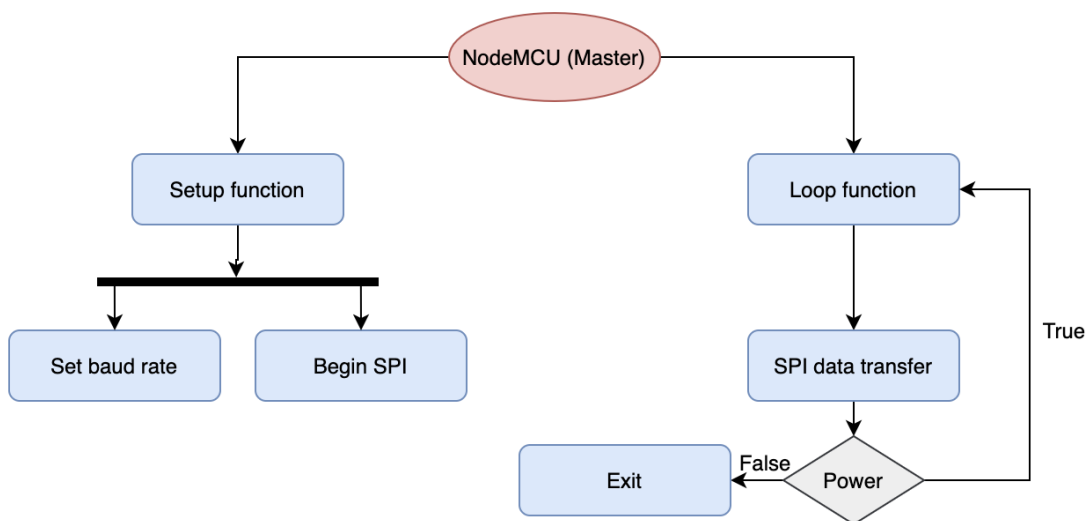 NodeMCU (Master)
Setup function
Loop function
Set baud rate
Begin SPI
SPI data transfer
True
Exit
False
Power